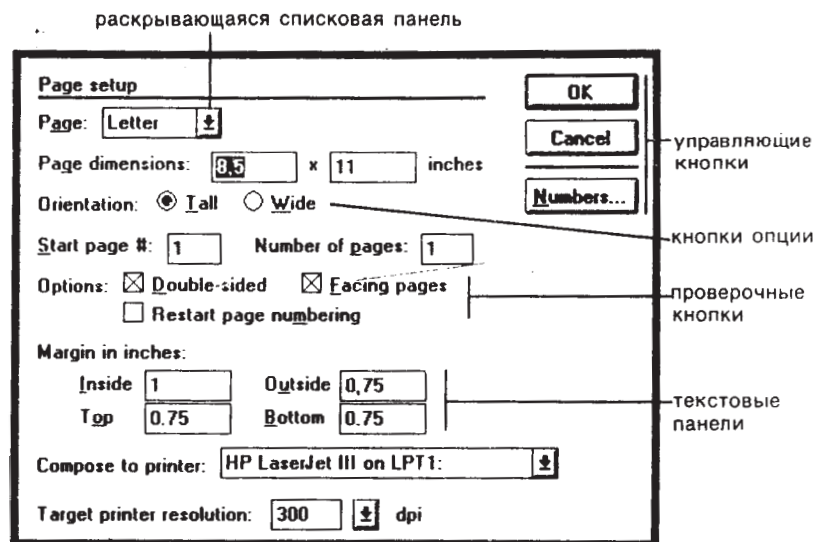 раскрывающаяся списковая панель
Page setup
OK
Page: Letter
Cancel
управляющие
кнопки
Page dimensions: 8,5 x 11 inches
Numbers...
Orientation: Tall Wide
кнопки опции
Start page #: 1 Number of pages: 1
Options: Double-sided Facing pages
проверочные
кнопки
Restart page numbering
Margin in inches:
Inside 1 Outside 0,75
текстовые
панели
Top 0.75 Bottom 0.75
Compose to printer: HP LaserJet III on LPT1:
Target printer resolution: 300 dpi